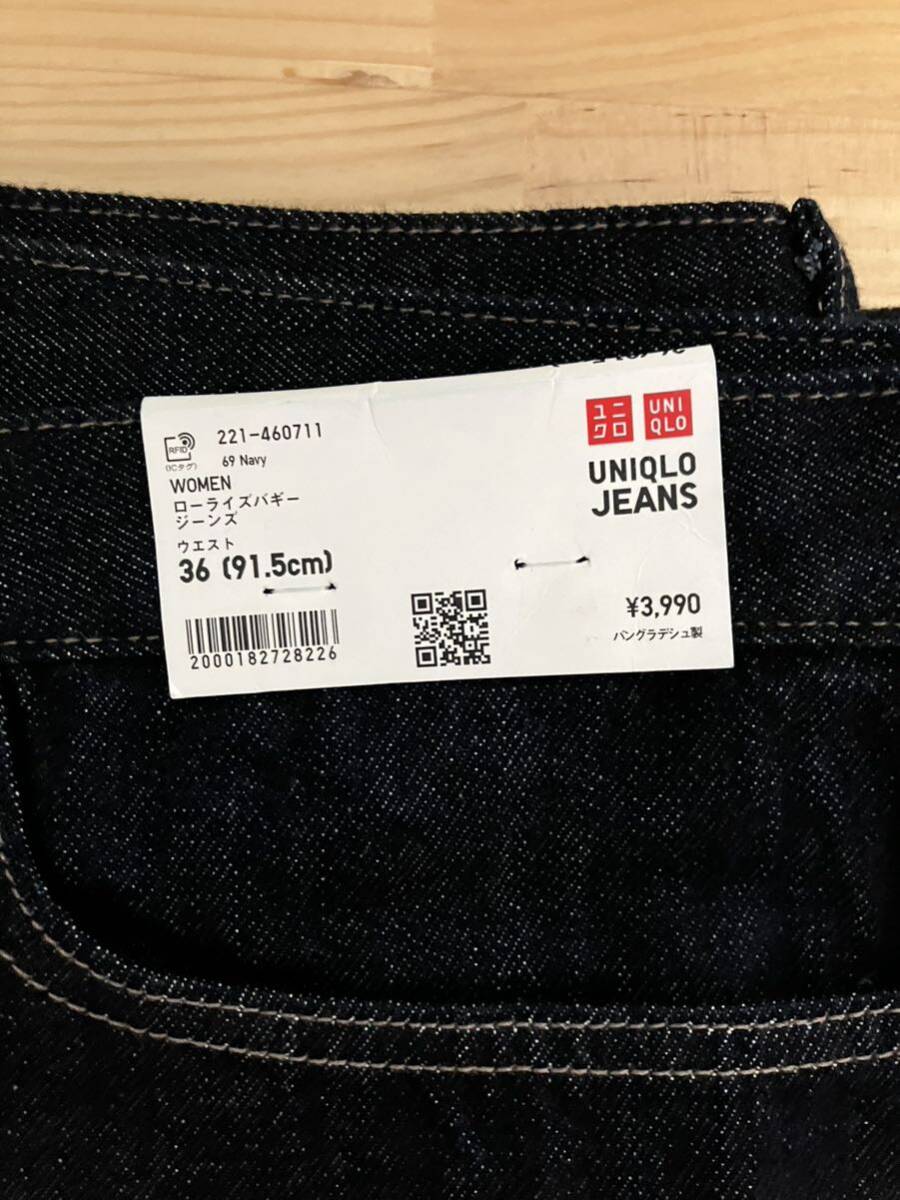 RFID
(ICタグ)
221-460711
69 Navy
WOMEN
ローライズバギー
ジーンズ
ウエスト
36 (91.5cm)
2000182728226
ユニ
クロ
UNI
QLO
UNIQLO
JEANS
¥3,990
バングラデシュ製